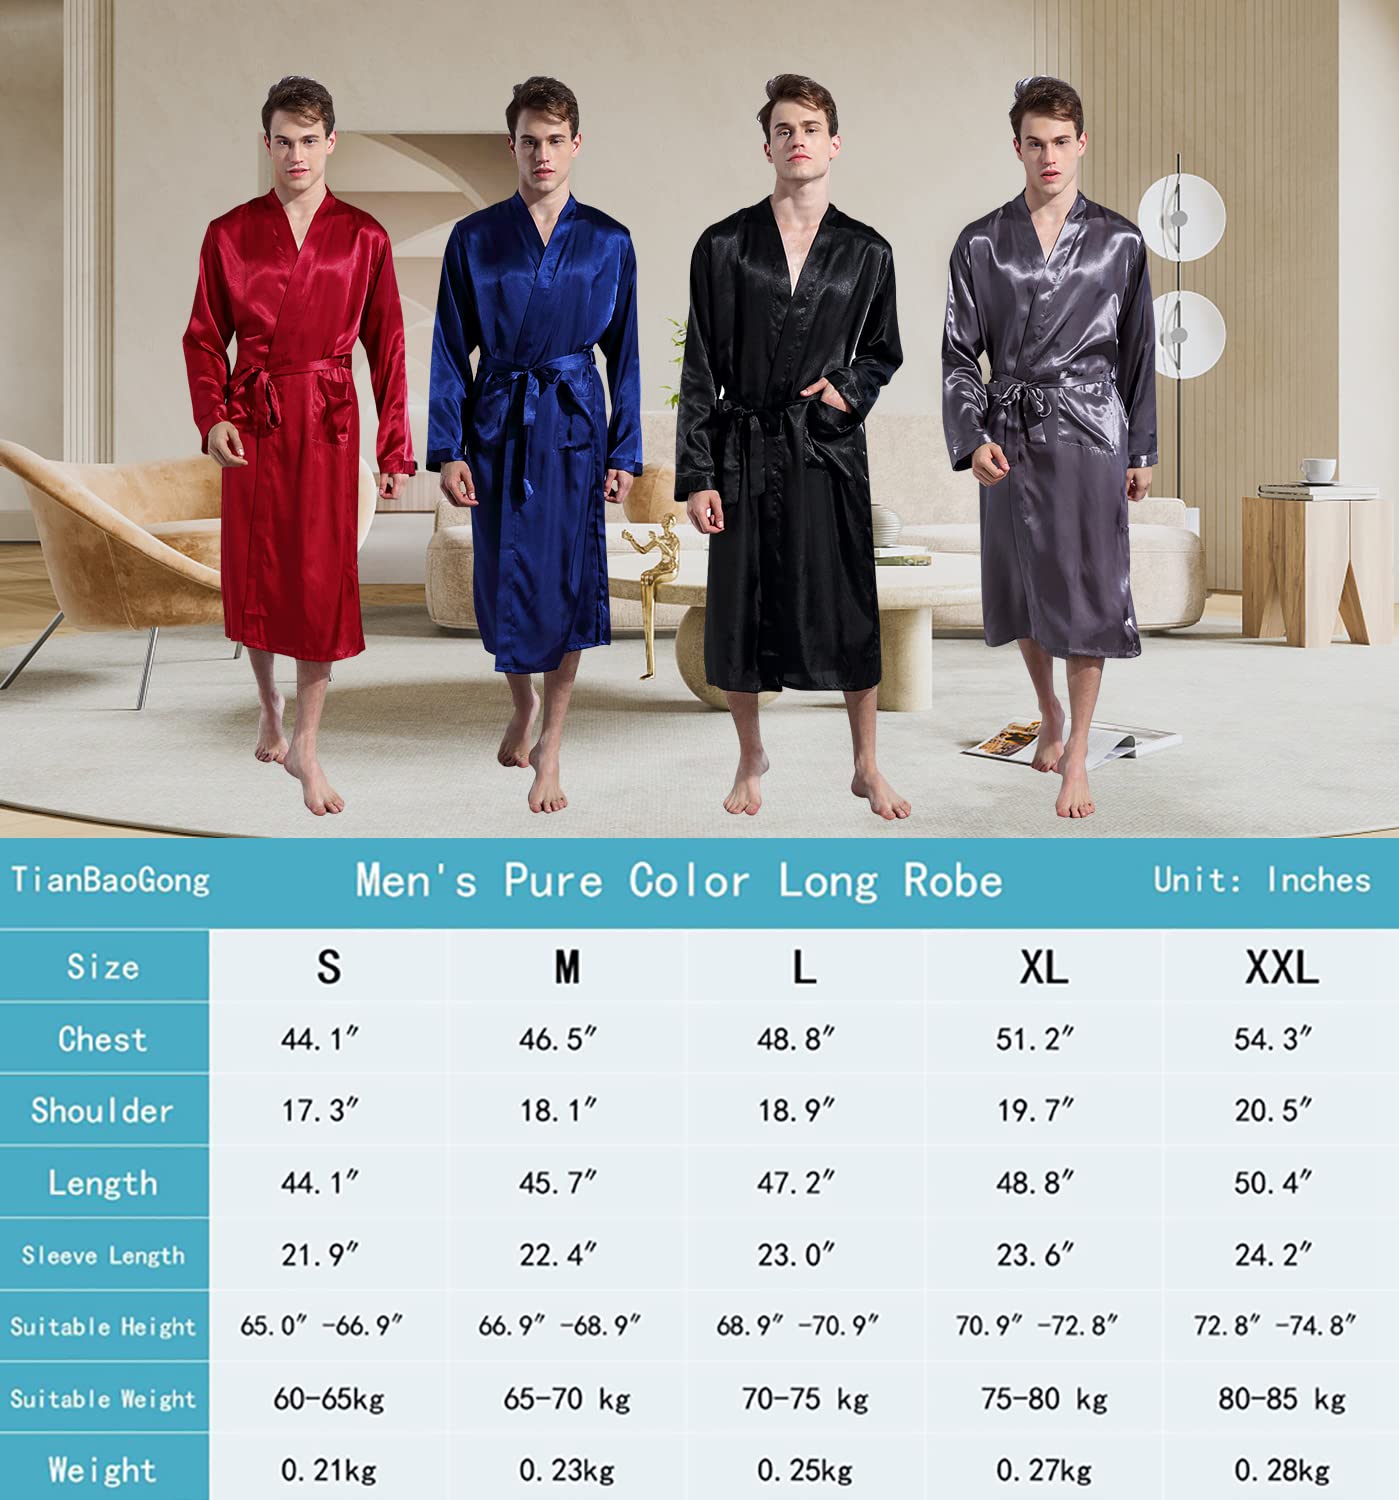 TianBaoGong Men's Pure Color Long Robe Unit: Inches
Size S M L XL XXL
Chest 44.1" 46.5" 48.8" 51.2" 54.3"
Shoulder 17.3" 18.1" 18.9" 19.7" 20.5"
Length 44.1" 45.7" 47.2" 48.8" 50.4"
Sleeve Length 21.9" 22.4" 23.0" 23.6" 24.2"
Suitable Height 65.0" -66.9" 66.9" -68.9" 68.9" -70.9" 70.9" -72.8" 72.8" -74.8"
Suitable Weight 60-65kg 65-70 kg 70-75 kg 75-80 kg 80-85 kg
Weight 0.21kg 0.23kg 0.25kg 0.27kg 0.28kg